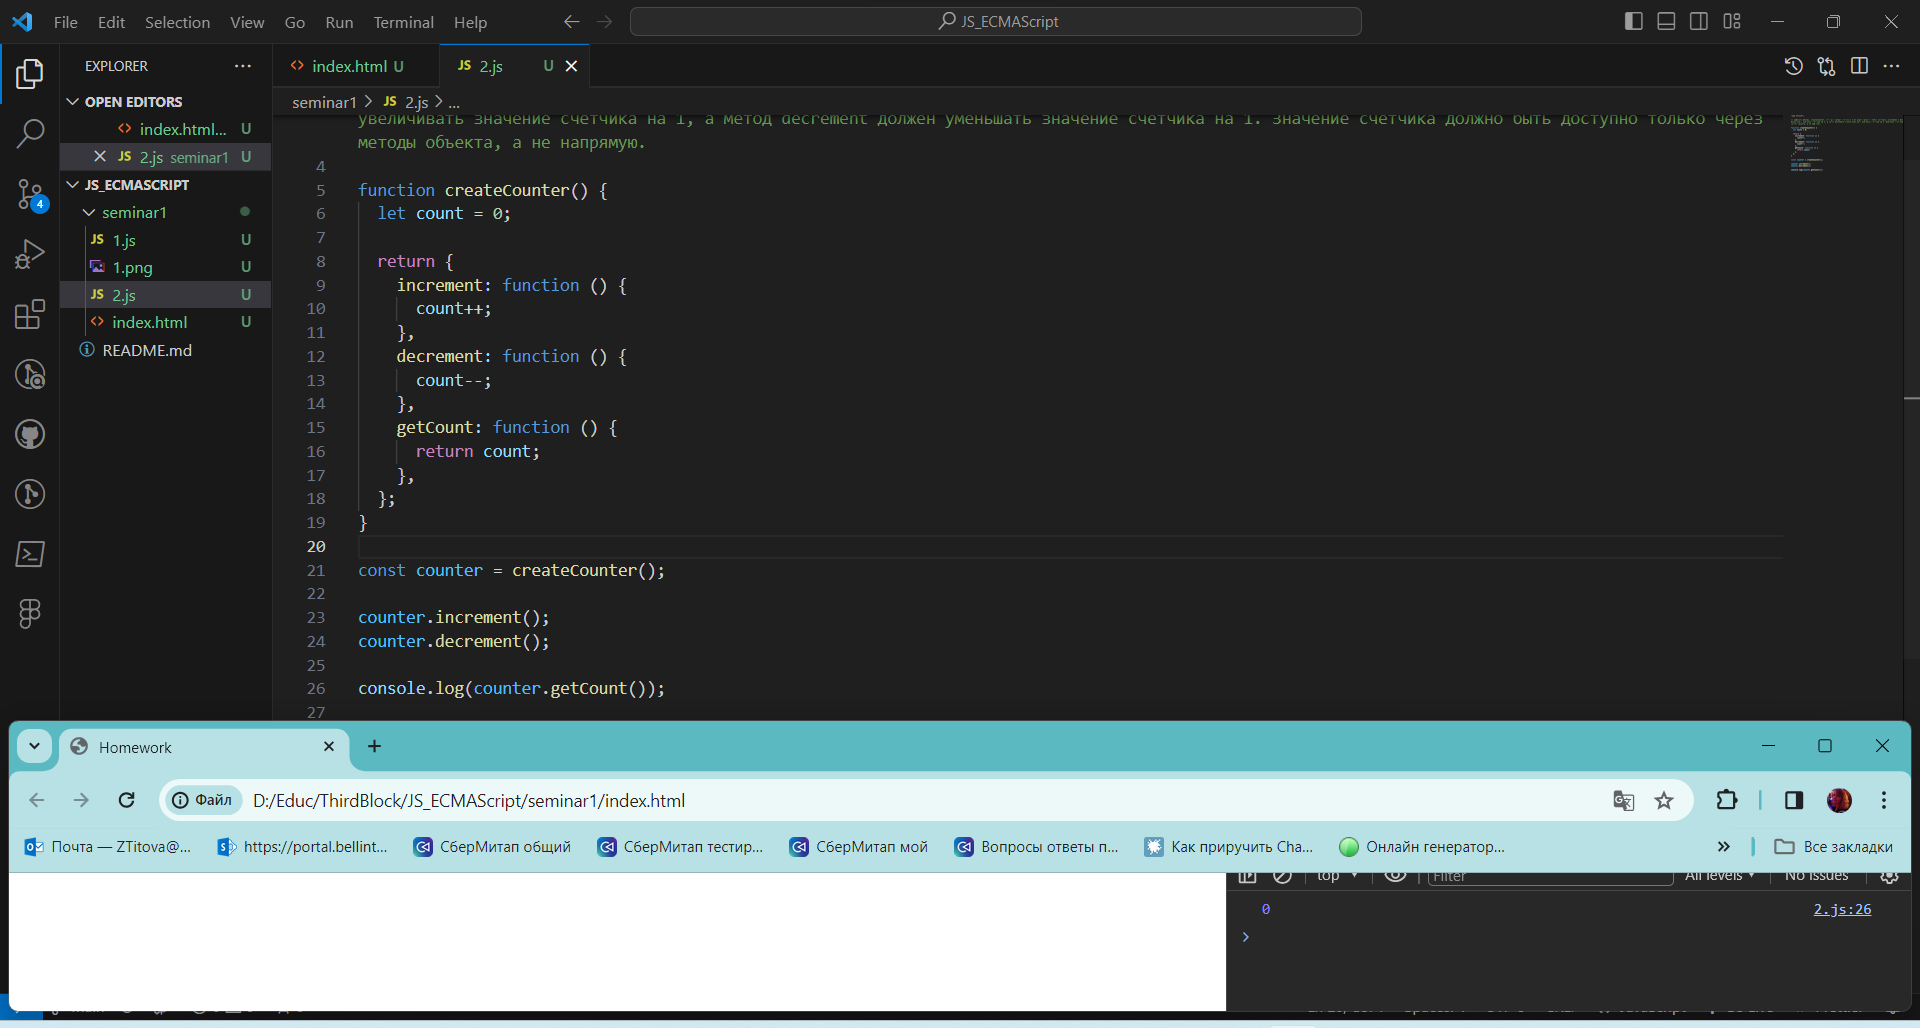 File Edit Selection View Go Run Terminal Help JS_ECMAScript
EXPLORER
OPEN EDITORS
index.html... U
JS 2.js seminar1 U
JS_ECMASCRIPT
seminar1
JS 1.js U
1.png U
JS 2.js U
index.html U
README.md
4
index.html U
JS 2.js U
seminar1 > JS 2.js > ...
увеличивать значение счетчика на 1, а метод decrement должен уменьшать значение счетчика на 1. Значение счетчика должно быть доступно только через
методы объекта, а не напрямую.
4
5 function createCounter() {
6 let count = 0;
7
8 return {
9 increment: function () {
10 count++;
11 },
12 decrement: function () {
13 count--;
14 },
15 getCount: function () {
16 return count;
17 },
18 };
19 }
20
21 const counter = createCounter();
22
23 counter.increment();
24 counter.decrement();
25
26 console.log(counter.getCount());
27
Homework
Файл D:/Educ/ThirdBlock/JS_ECMAScript/seminar1/index.html
Почта — ZTitova@... https://portal.bellint... СберМитап общий СберМитап тестир... СберМитап мой Вопросы ответы п... Как приручить Cha... Онлайн генератор... » Все закладки
top Filter All levels No Issues
0 2.js:26
>